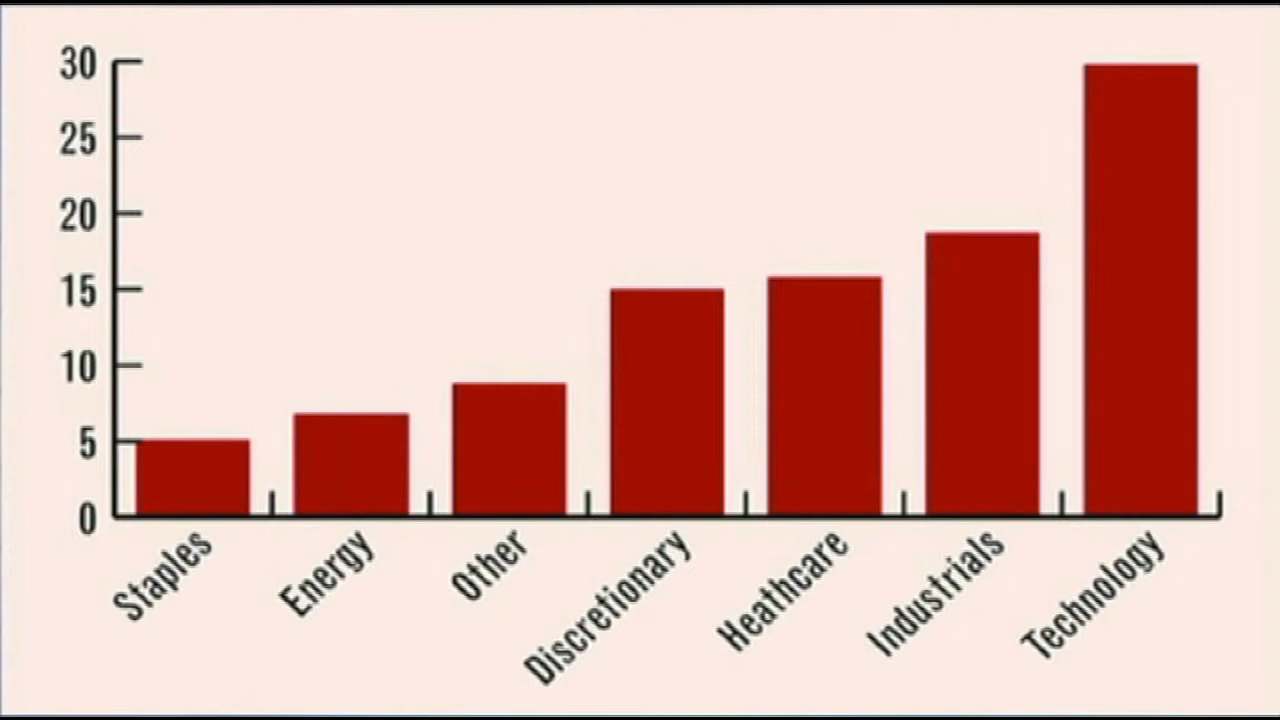 30
25
20
15
10
5
0
Staples
Energy
Other
Discretionary
Heathcare
Industrials
Technology